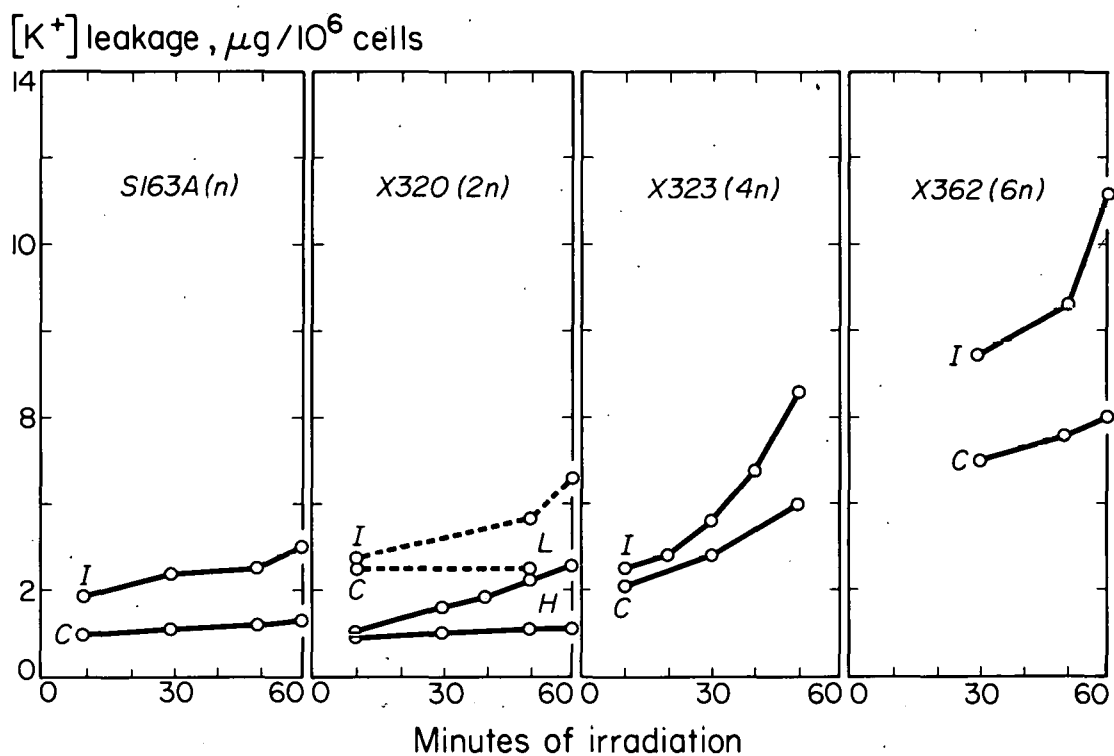 [K⁺] leakage, μg/10⁶ cells
14
10
8
2
0
S163A (n)
I
C
0 30 60
X320 (2n)
I
C
L
H
0 30 60
X323 (4n)
I
C
0 30 60
X362 (6n)
I
C
0 30 60
Minutes of irradiation